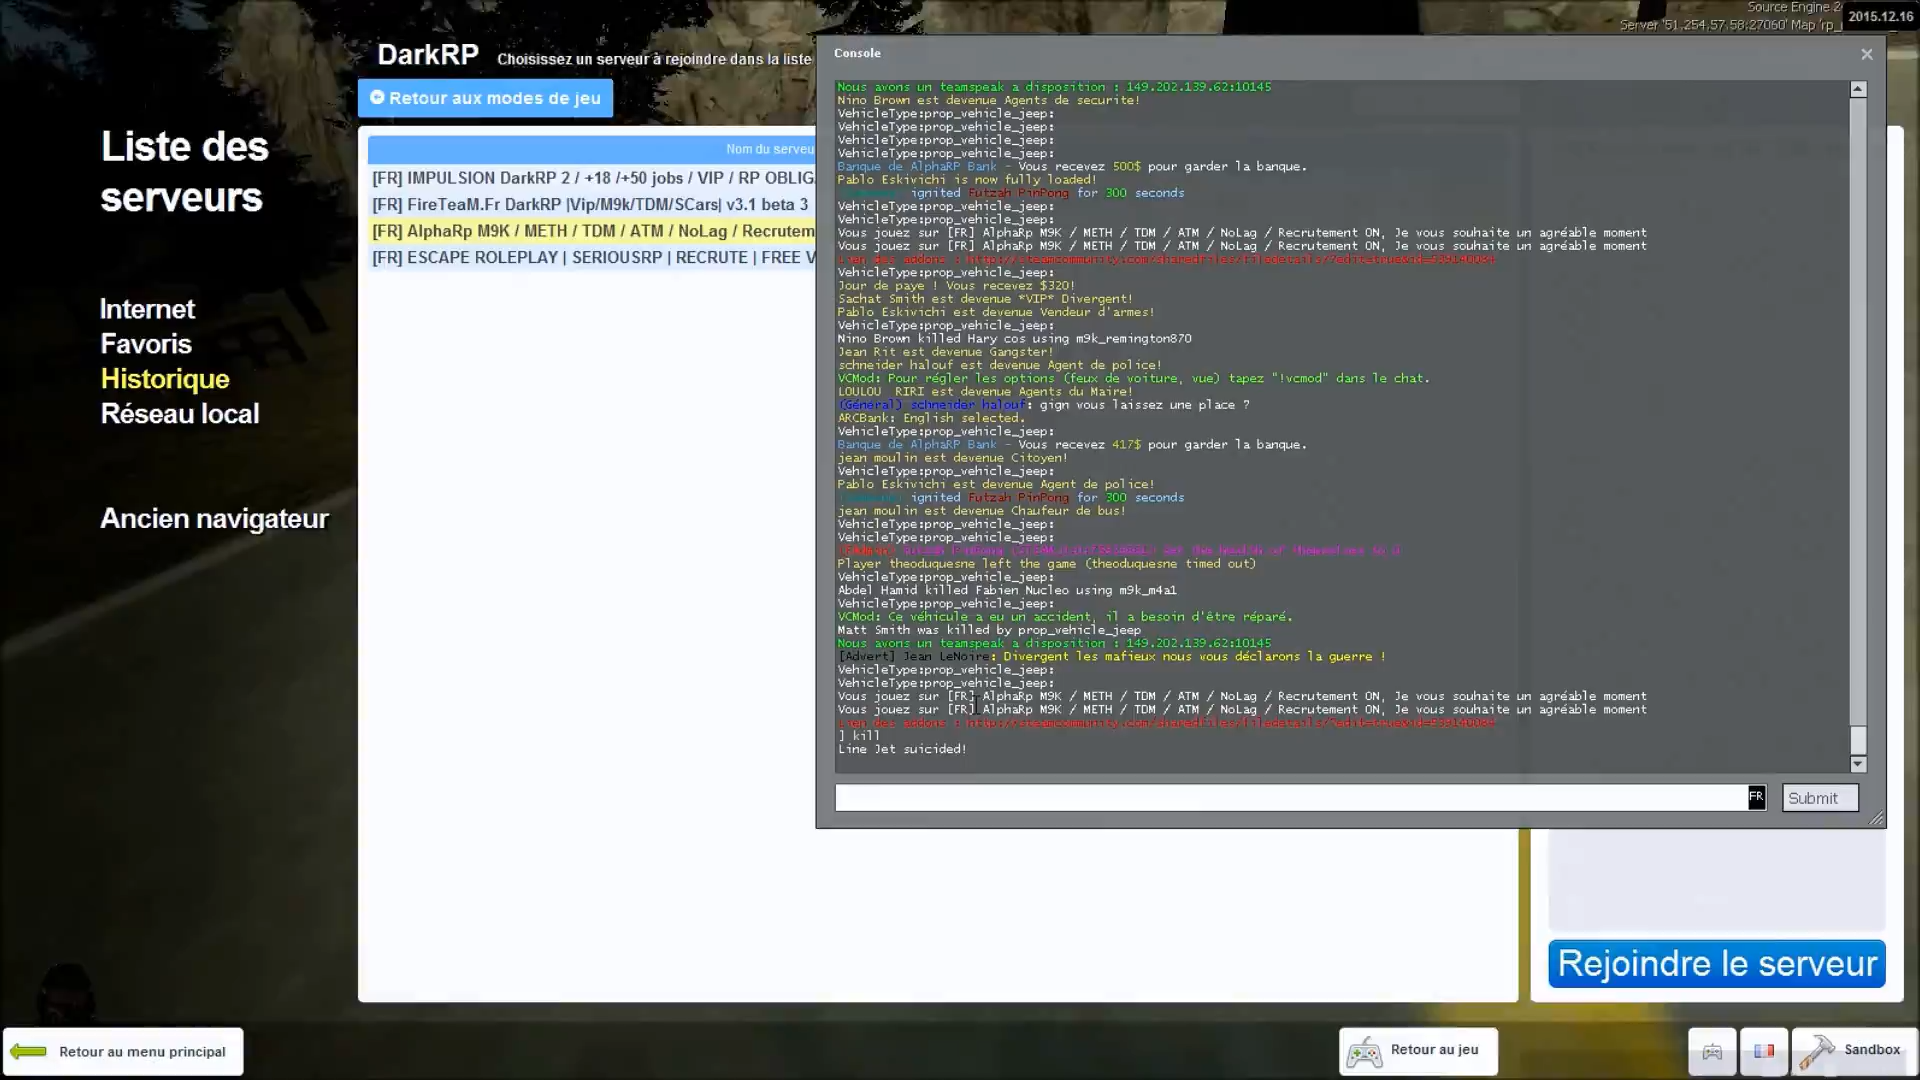 Source Engine 2
2015.12.16
Server '51.254.57.58:27060' Map 'rp_
DarkRP
Choisissez un serveur à rejoindre dans la liste
Retour aux modes de jeu
Liste des
serveurs
Internet
Favoris
Historique
Réseau local
Ancien navigateur
Nom du serveu
[FR] IMPULSION DarkRP 2 / +18 /+50 jobs / VIP / RP OBLIGA
[FR] FireTeaM.Fr DarkRP |Vip/M9k/TDM/SCars| v3.1 beta 3
[FR] AlphaRp M9K / METH / TDM / ATM / NoLag / Recrutem
[FR] ESCAPE ROLEPLAY | SERIOUSRP | RECRUTE | FREE V
Console
Nous avons un teamspeak a disposition : 149.202.139.62:10145
Nino Brown est devenue Agents de securite!
VehicleType:prop_vehicle_jeep:
VehicleType:prop_vehicle_jeep:
VehicleType:prop_vehicle_jeep:
VehicleType:prop_vehicle_jeep:
Banque de AlphaRP Bank - Vous recevez 500$ pour garder la banque.
Pablo Eskivichi is now fully loaded!
ignited Futzah PinPong for 300 seconds
VehicleType:prop_vehicle_jeep:
VehicleType:prop_vehicle_jeep:
Vous jouez sur [FR] AlphaRp M9K / METH / TDM / ATM / NoLag / Recrutement ON, Je vous souhaite un agréable moment
Vous jouez sur [FR] AlphaRp M9K / METH / TDM / ATM / NoLag / Recrutement ON, Je vous souhaite un agréable moment
Lien des addons :
VehicleType:prop_vehicle_jeep:
Jour de paye ! Vous recevez $320!
Sachat Smith est devenue *VIP* Divergent!
Pablo Eskivichi est devenue Vendeur d'armes!
VehicleType:prop_vehicle_jeep:
Nino Brown killed Hary cos using m9k_remington870
Jean Rit est devenue Gangster!
schneider halouf est devenue Agent de police!
VCMod: Pour régler les options (feux de voiture, vue) tapez "!vcmod" dans le chat.
LOULOU  RIRI est devenue Agents du Maire!
(Général) schneider halouf: gign vous laissez une place ?
ARCBank: English selected.
VehicleType:prop_vehicle_jeep:
Banque de AlphaRP Bank - Vous recevez 417$ pour garder la banque.
jean moulin est devenue Citoyen!
VehicleType:prop_vehicle_jeep:
Pablo Eskivichi est devenue Agent de police!
ignited Futzah PinPong for 300 seconds
jean moulin est devenue Chaufeur de bus!
VehicleType:prop_vehicle_jeep:
VehicleType:prop_vehicle_jeep:
set the health of themselves to
Player theoduquesne left the game (theoduquesne timed out)
VehicleType:prop_vehicle_jeep:
Abdel Hamid killed Fabien Nucleo using m9k_m4a1
VehicleType:prop_vehicle_jeep:
VCMod: Ce véhicule a eu un accident, il a besoin d'être réparé.
Matt Smith was killed by prop_vehicle_jeep
Nous avons un teamspeak a disposition : 149.202.139.62:10145
[Advert] Jean LeNoire: Divergent les mafieux nous vous déclarons la guerre !
VehicleType:prop_vehicle_jeep:
VehicleType:prop_vehicle_jeep:
Vous jouez sur [FR] AlphaRp M9K / METH / TDM / ATM / NoLag / Recrutement ON, Je vous souhaite un agréable moment
Vous jouez sur [FR] AlphaRp M9K / METH / TDM / ATM / NoLag / Recrutement ON, Je vous souhaite un agréable moment
Lien des addons :
] kill
Line Jet suicided!
FR
Submit
Rejoindre le serveur
Retour au menu principal
Retour au jeu
Sandbox